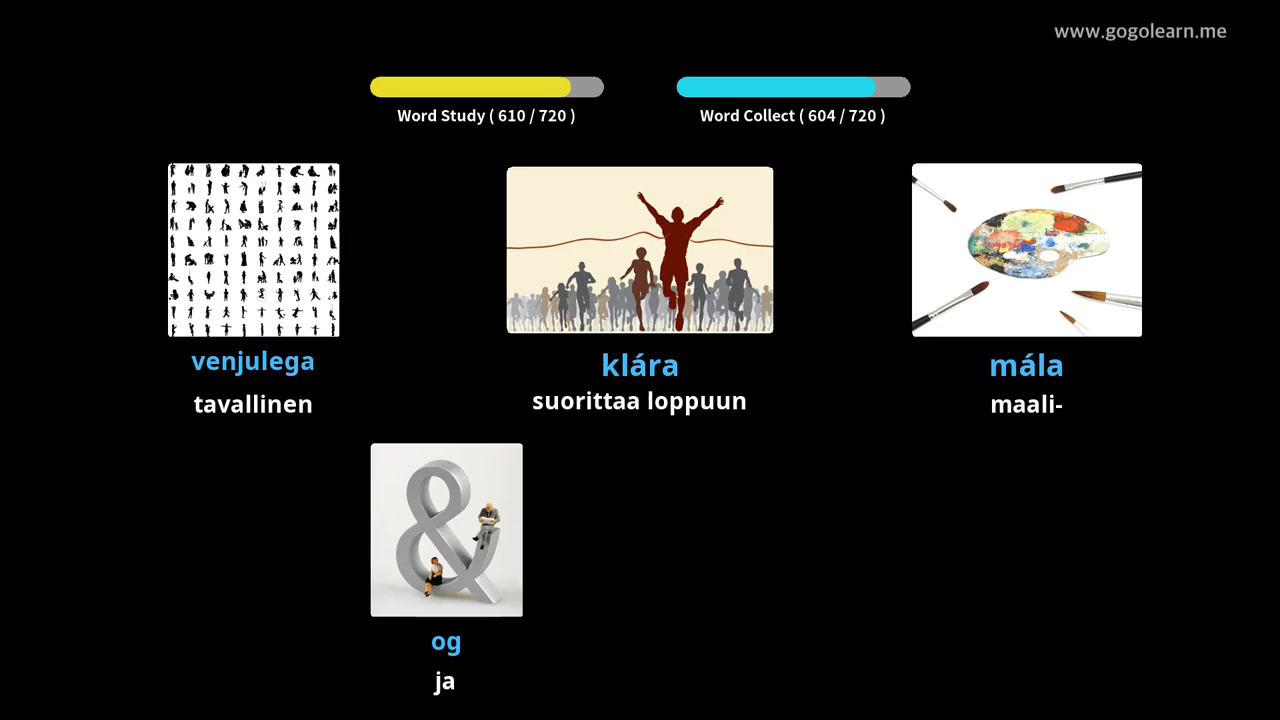 www.gogolearn.me
Word Study ( 610 / 720 )
Word Collect ( 604 / 720 )
venjulega
tavallinen
klára
suorittaa loppuun
mála
maali-
&
og
ja